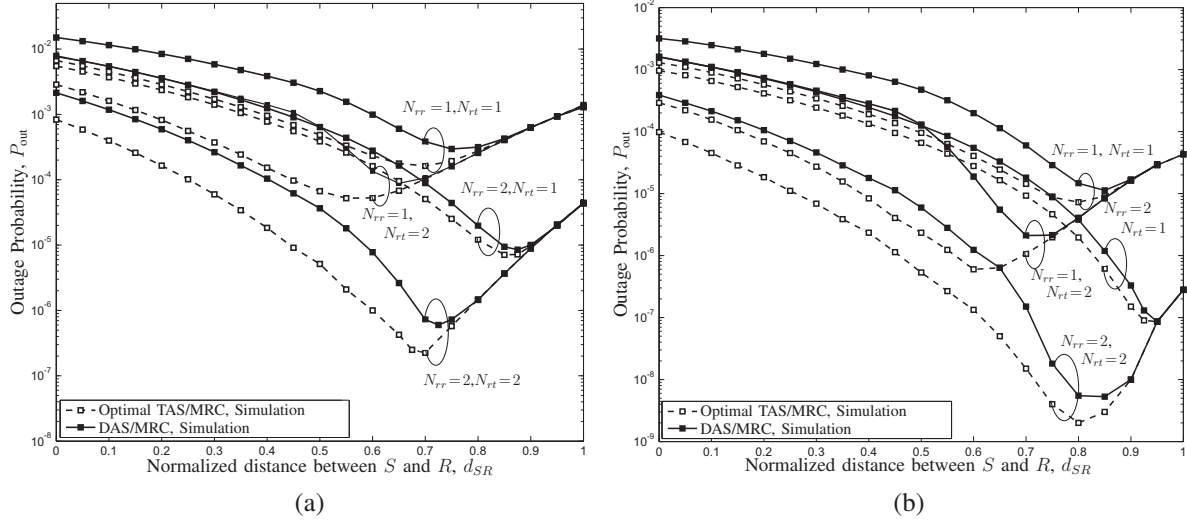 10^-2
10^-3
10^-4
10^-5
10^-6
10^-7
10^-8
Outage Probability, P_out
N_rr=1,N_rt=1
N_rr=2,N_rt=1
N_rr=1,
N_rt=2
N_rr=2,N_rt=2
Optimal TAS/MRC, Simulation
DAS/MRC, Simulation
0 0.1 0.2 0.3 0.4 0.5 0.6 0.7 0.8 0.9 1
Normalized distance between S and R, d_SR
(a)
10^-2
10^-3
10^-4
10^-5
10^-6
10^-7
10^-8
10^-9
Outage Probability, P_out
N_rr=1, N_rt=1
N_rr=2
N_rt=1
N_rr=1,
N_rt=2
N_rr=2,
N_rt=2
Optimal TAS/MRC, Simulation
DAS/MRC, Simulation
0 0.1 0.2 0.3 0.4 0.5 0.6 0.7 0.8 0.9 1
Normalized distance between S and R, d_SR
(b)